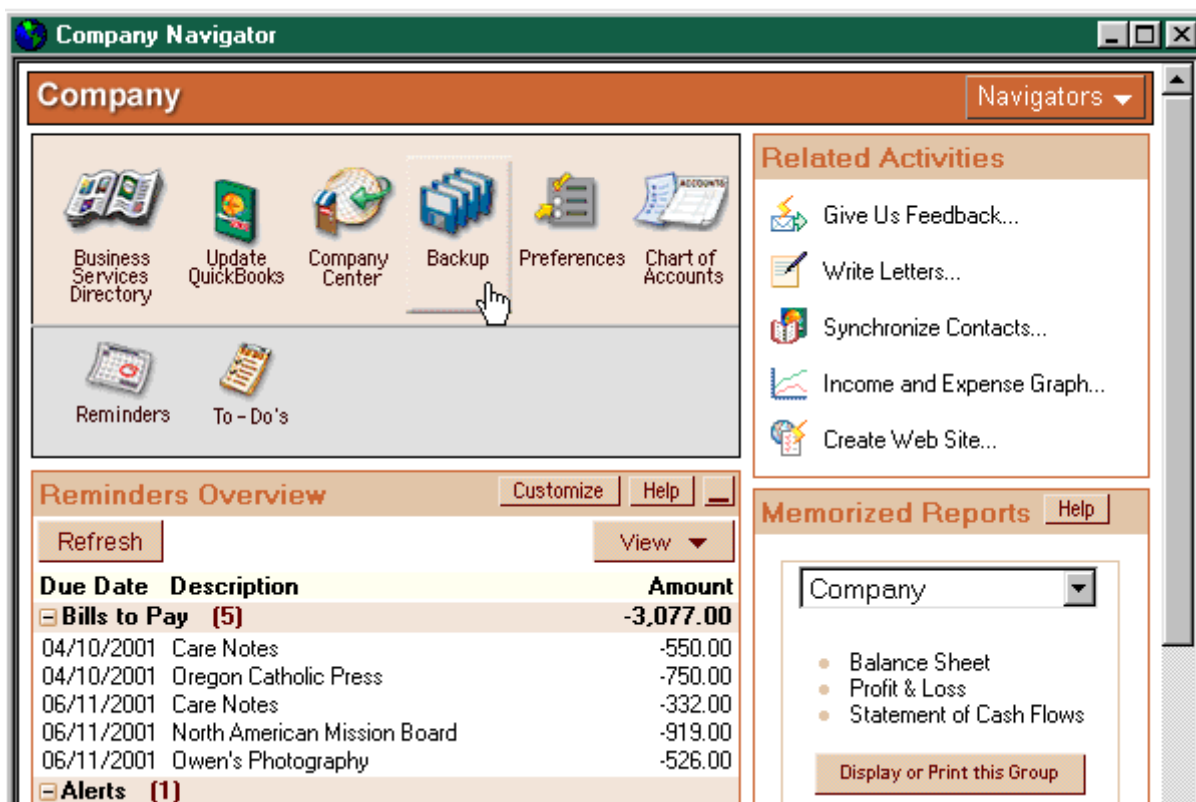 Company Navigator
Company
Navigators
Business
Services
Directory
Update
QuickBooks
Company
Center
Backup
Preferences
ACCOUNTS
Chart of
Accounts
Reminders
To-Do's
Related Activities
Give Us Feedback...
Write Letters...
Synchronize Contacts...
Income and Expense Graph...
Create Web Site...
Reminders Overview
Customize
Help
Refresh
View
Due Date Description Amount
Bills to Pay (5) -3,077.00
04/10/2001 Care Notes -550.00
04/10/2001 Oregon Catholic Press -750.00
06/11/2001 Care Notes -332.00
06/11/2001 North American Mission Board -919.00
06/11/2001 Owen's Photography -526.00
Alerts (1)
Memorized Reports Help
Company
Balance Sheet
Profit & Loss
Statement of Cash Flows
Display or Print this Group